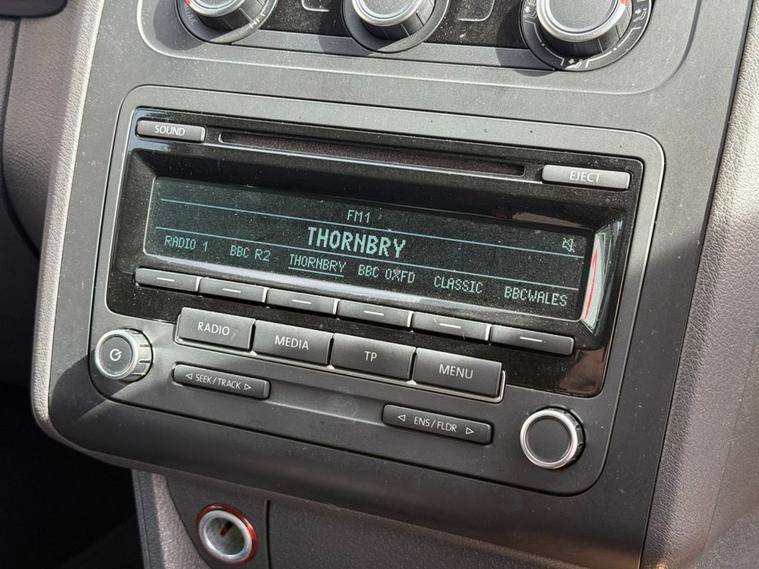 SOUND
EJECT
FM1
THORNBRY
RADIO 1 BBC R2 THORNBRY BBC OXFD CLASSIC BBCWALES
RADIO MEDIA TP MENU
SEEK / TRACK
ENS / FLDR